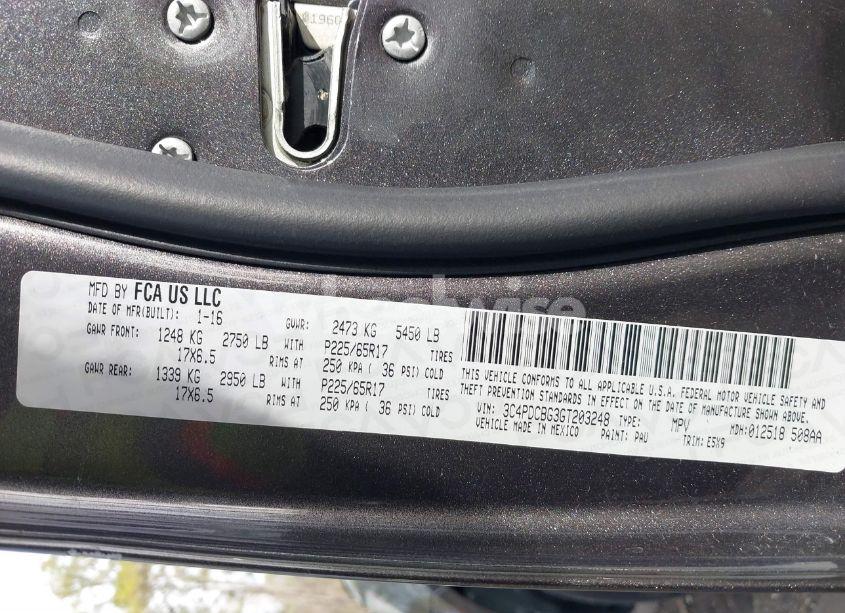 01960
MFD BY FCA US LLC
DATE OF MFR(BUILT): 1-16 GVWR: 2473 KG 5450 LB
GAWR FRONT: 1248 KG 2750 LB WITH P225/65R17 TIRES
17X6.5 RIMS AT 250 KPA ( 36 PSI) COLD
GAWR REAR: 1339 KG 2950 LB WITH P225/65R17 TIRES
17X6.5 RIMS AT 250 KPA ( 36 PSI) COLD
THIS VEHICLE CONFORMS TO ALL APPLICABLE U.S.A. FEDERAL MOTOR VEHICLE SAFETY AND
THEFT PREVENTION STANDARDS IN EFFECT ON THE DATE OF MANUFACTURE SHOWN ABOVE.
VIN: 3C4PDCBG3GT203248 TYPE: MPV MDH:012518 508AA
VEHICLE MADE IN MEXICO PAINT: PAU TRIM: E5X9